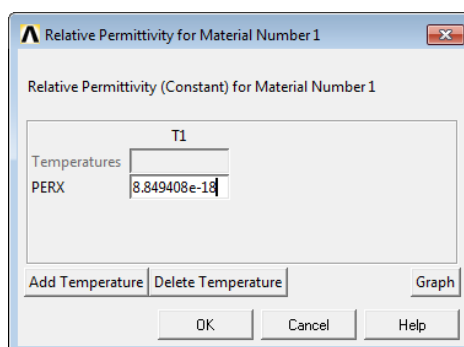 Relative Permittivity for Material Number 1
Relative Permittivity (Constant) for Material Number 1
T1
Temperatures
PERX 8.849408e-18
Add Temperature Delete Temperature Graph
OK Cancel Help